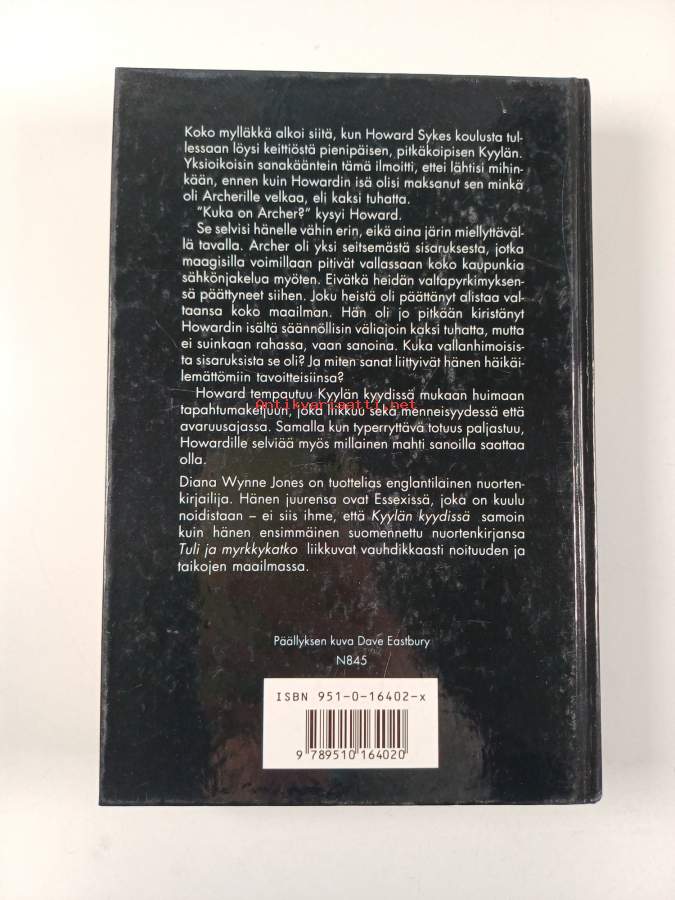 Koko mylläkkä alkoi siitä, kun Howard Sykes koulusta tul-
lessaan löysi keittiöstä pienipäisen, pitkäkoipisen Kyylän.
Yksioikoisin sanakääntein tämä ilmoitti, ettei lähtisi mihin-
kään, ennen kuin Howardin isä olisi maksanut sen minkä
oli Archerille velkaa, eli kaksi tuhatta.
"Kuka on Archer?" kysyi Howard.
Se selvisi hänelle vähin erin, eikä aina järin miellyttäväl-
lä tavalla. Archer oli yksi seitsemästä sisaruksesta, jotka
maagisilla voimillaan pitivät vallassaan koko kaupunkia
sähkönjakelua myöten. Eivätkä heidän valtapyrkimyksen-
sä päättyneet siihen. Joku heistä oli päättänyt alistaa val-
taansa koko maailman. Hän oli jo pitkään kiristänyt
Howardin isältä säännöllisin väliajoin kaksi tuhatta, mutta
ei suinkaan rahassa, vaan sanoina. Kuka vallanhimoisis-
ta sisaruksista se oli? Ja miten sanat liittyivät hänen häikäi-
lemättömiin tavoitteisiinsa?
Howard tempautuu Kyylän kyydissä mukaan huimaan
tapahtumaketjuun, joka liikkuu sekä menneisyydessä että
Antikvariaatti.net
avaruusajassa. Samalla kun typerryttävä totuus paljastuu,
Howardille selviää myös millainen mahti sanoilla saattaa
olla.
Diana Wynne Jones on tuottelias englantilainen nuorten-
kirjailija. Hänen juurensa ovat Essexissä, joka on kuulu
noidistaan – ei siis ihme, että Kyylän kyydissä samoin
kuin hänen ensimmäinen suomennettu nuortenkirjansa
Tuli ja myrkkykatko liikkuvat vauhdikkaasti noituuden ja
taikojen maailmassa.
Päällyksen kuva Dave Eastbury
N845
ISBN 951-0-16402-x
9 789510 164020